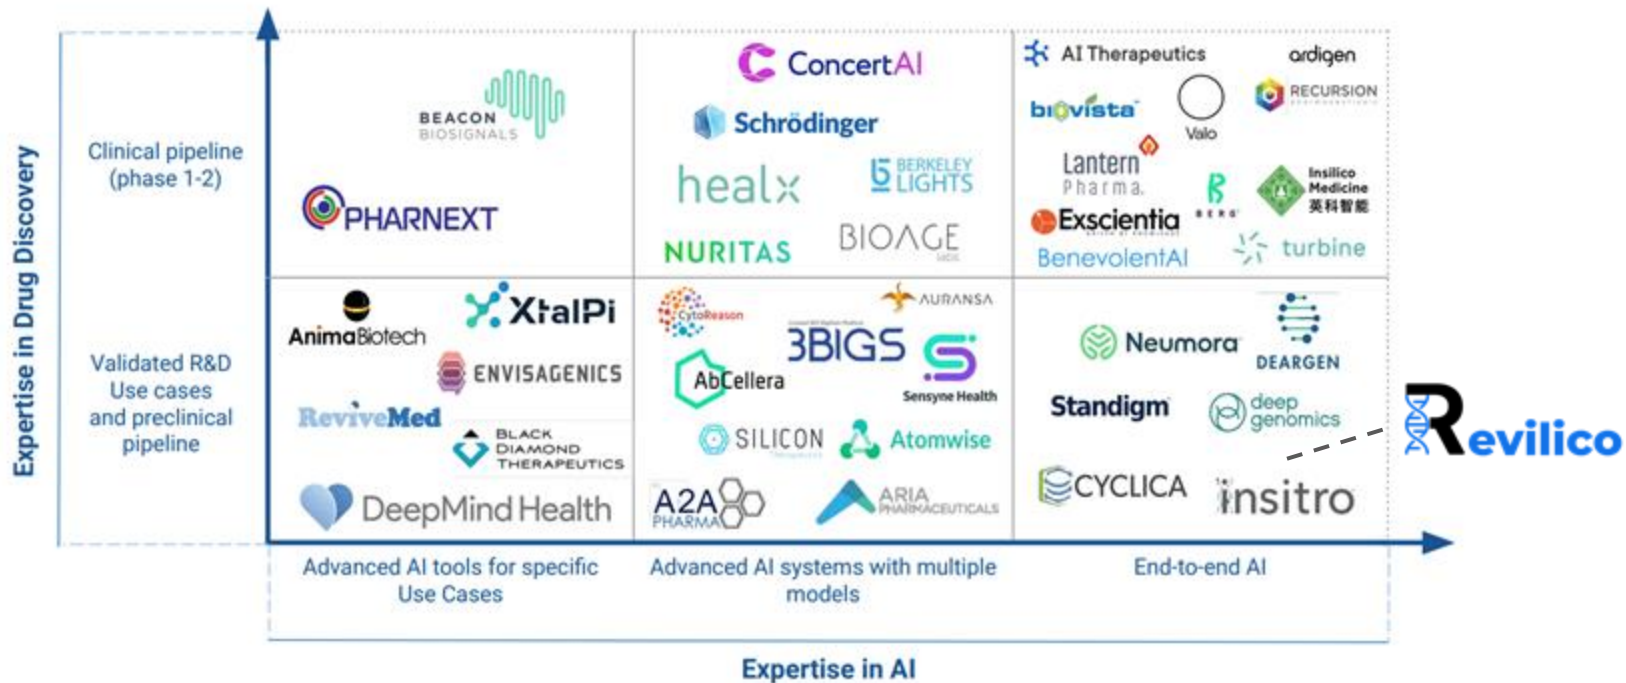 Expertise in Drug Discovery
Clinical pipeline
(phase 1-2)
Validated R&D
Use cases
and preclinical
pipeline
BEACON
BIOSIGNALS
PHARNEXT
ConcertAI
Schrödinger
healx
BERKELEY
LIGHTS
NURITAS
BIOAGE
LABS
AI Therapeutics
ardigen
biovista
Valo
RECURSION
Lantern
Pharma.
BERG
Insilico
Medicine
英科智能
Exscientia
BenevolentAI
turbine
AnimaBiotech
XtalPi
ENVISAGENICS
ReviveMed
BLACK
DIAMOND
THERAPEUTICS
DeepMind Health
CytoReason
AURANSA
3BIGS
AbCellera
Sensyne Health
SILICON
Therapeutics
Atomwise
A2A
PHARMA
ARIA
PHARMACEUTICALS
Neumora
DEARGEN
Standigm
deep
genomics
CYCLICA
insitro
Revilico
Advanced AI tools for specific
Use Cases
Advanced AI systems with multiple
models
End-to-end AI
Expertise in AI